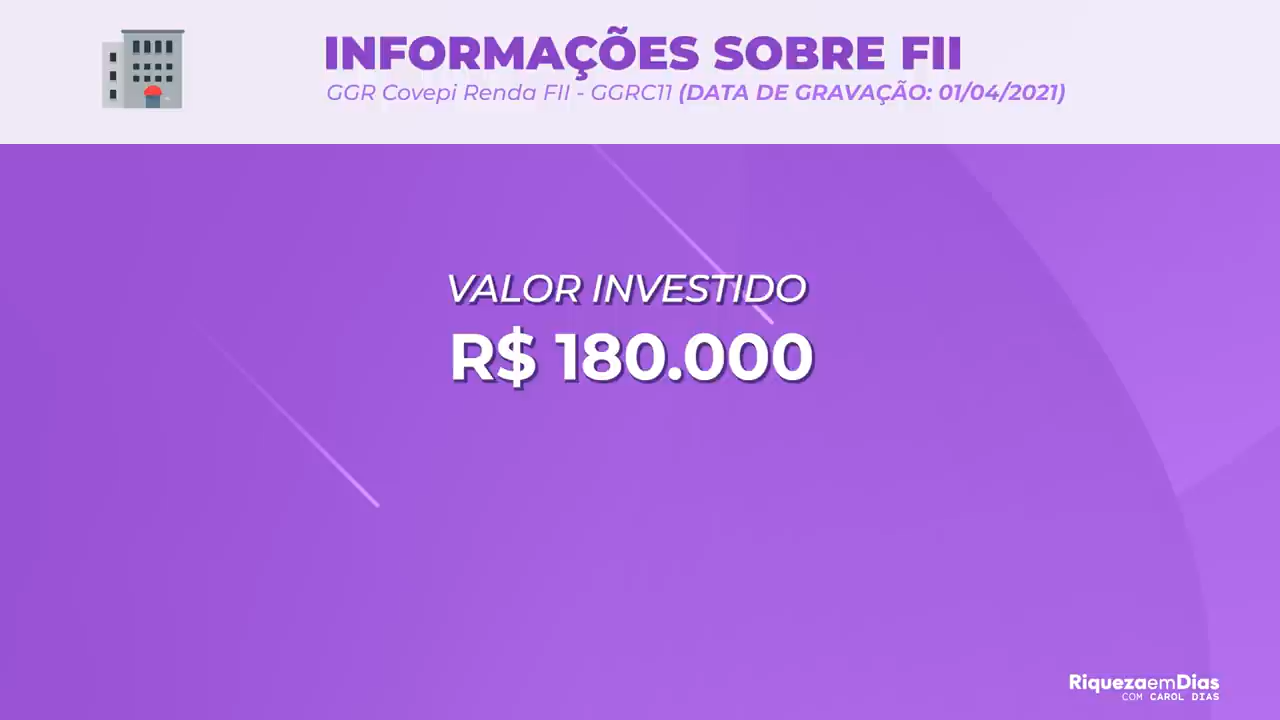 INFORMAÇÕES SOBRE FII
GGR Covepi Renda FII - GGRC11 (DATA DE GRAVAÇÃO: 01/04/2021)
VALOR INVESTIDO
R$ 180.000
RiquezaemDias
COM CAROL DIAS